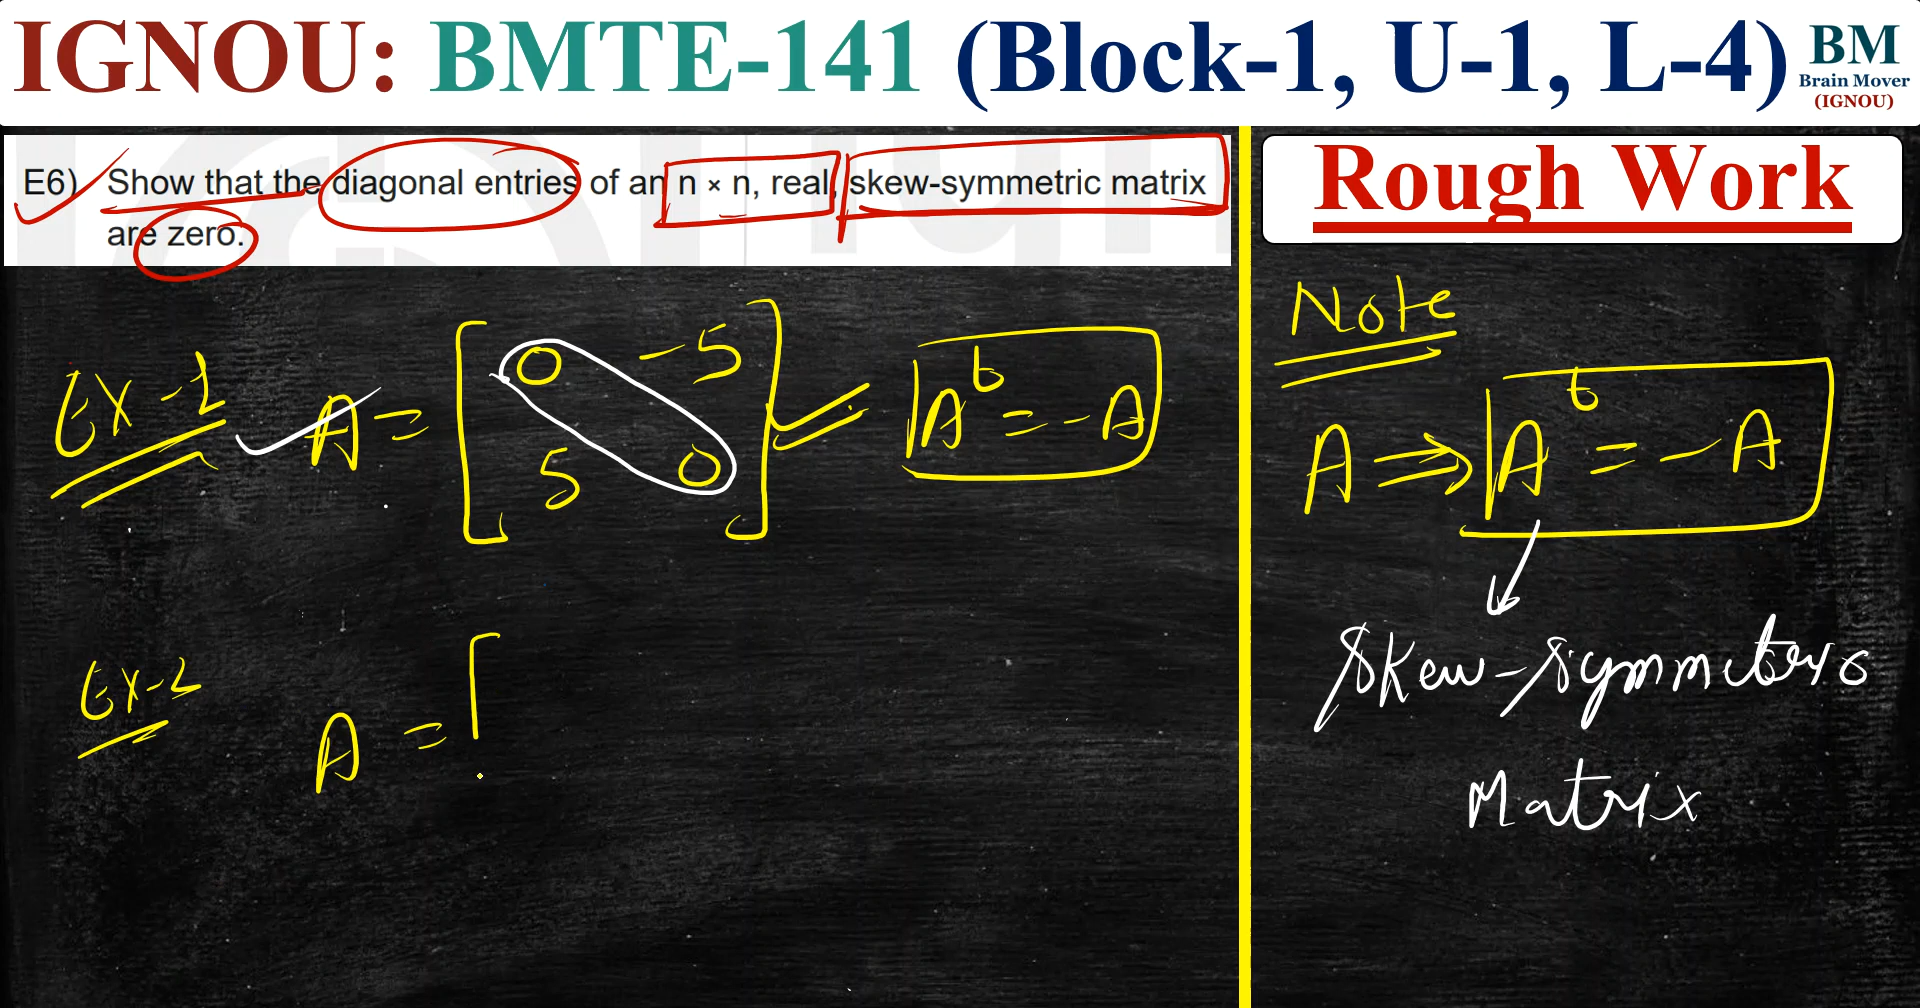 IGNOU: BMTE-141 (Block-1, U-1, L-4)
BM
Brain Mover
(IGNOU)
E6) Show that the diagonal entries of an n × n, real, skew-symmetric matrix
are zero.
Rough Work
Note
Ex-1 A = [ 0 -5
5 0 ]
A^t = -A
A ⇒ A^t = -A
Skew-Symmeteric
Matrix
Ex-2
A = [